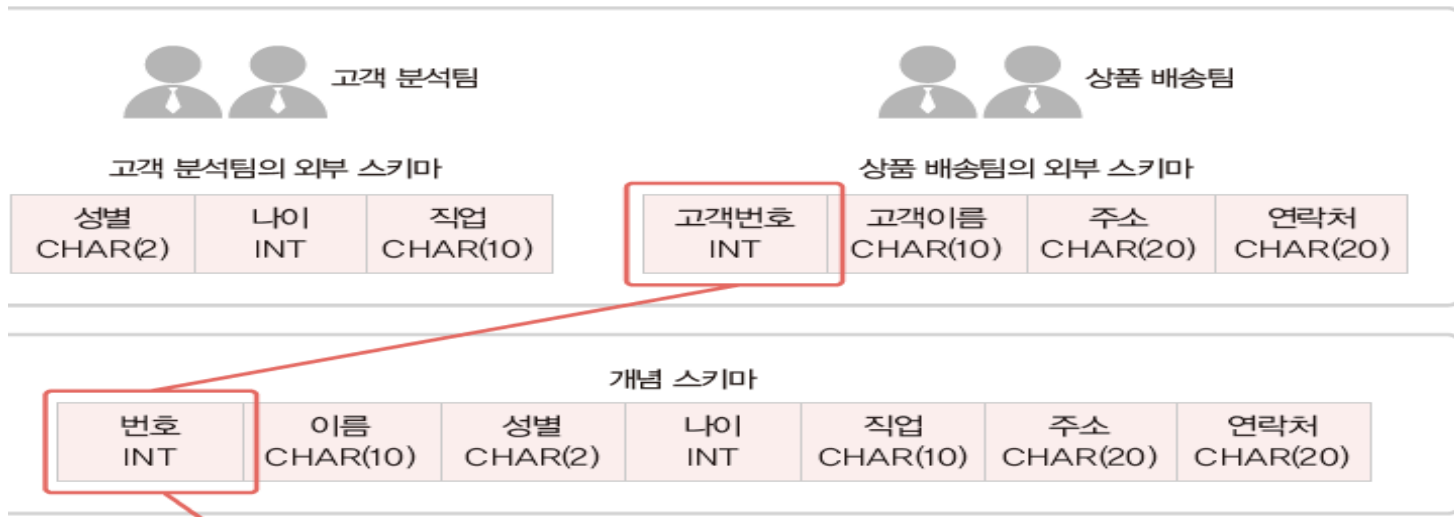 고객 분석팀
상품 배송팀
고객 분석팀의 외부 스키마
상품 배송팀의 외부 스키마
성별 나이 직업
CHAR(2) INT CHAR(10)
고객번호 고객이름 주소 연락처
INT CHAR(10) CHAR(20) CHAR(20)
개념 스키마
번호 이름 성별 나이 직업 주소 연락처
INT CHAR(10) CHAR(2) INT CHAR(10) CHAR(20) CHAR(20)